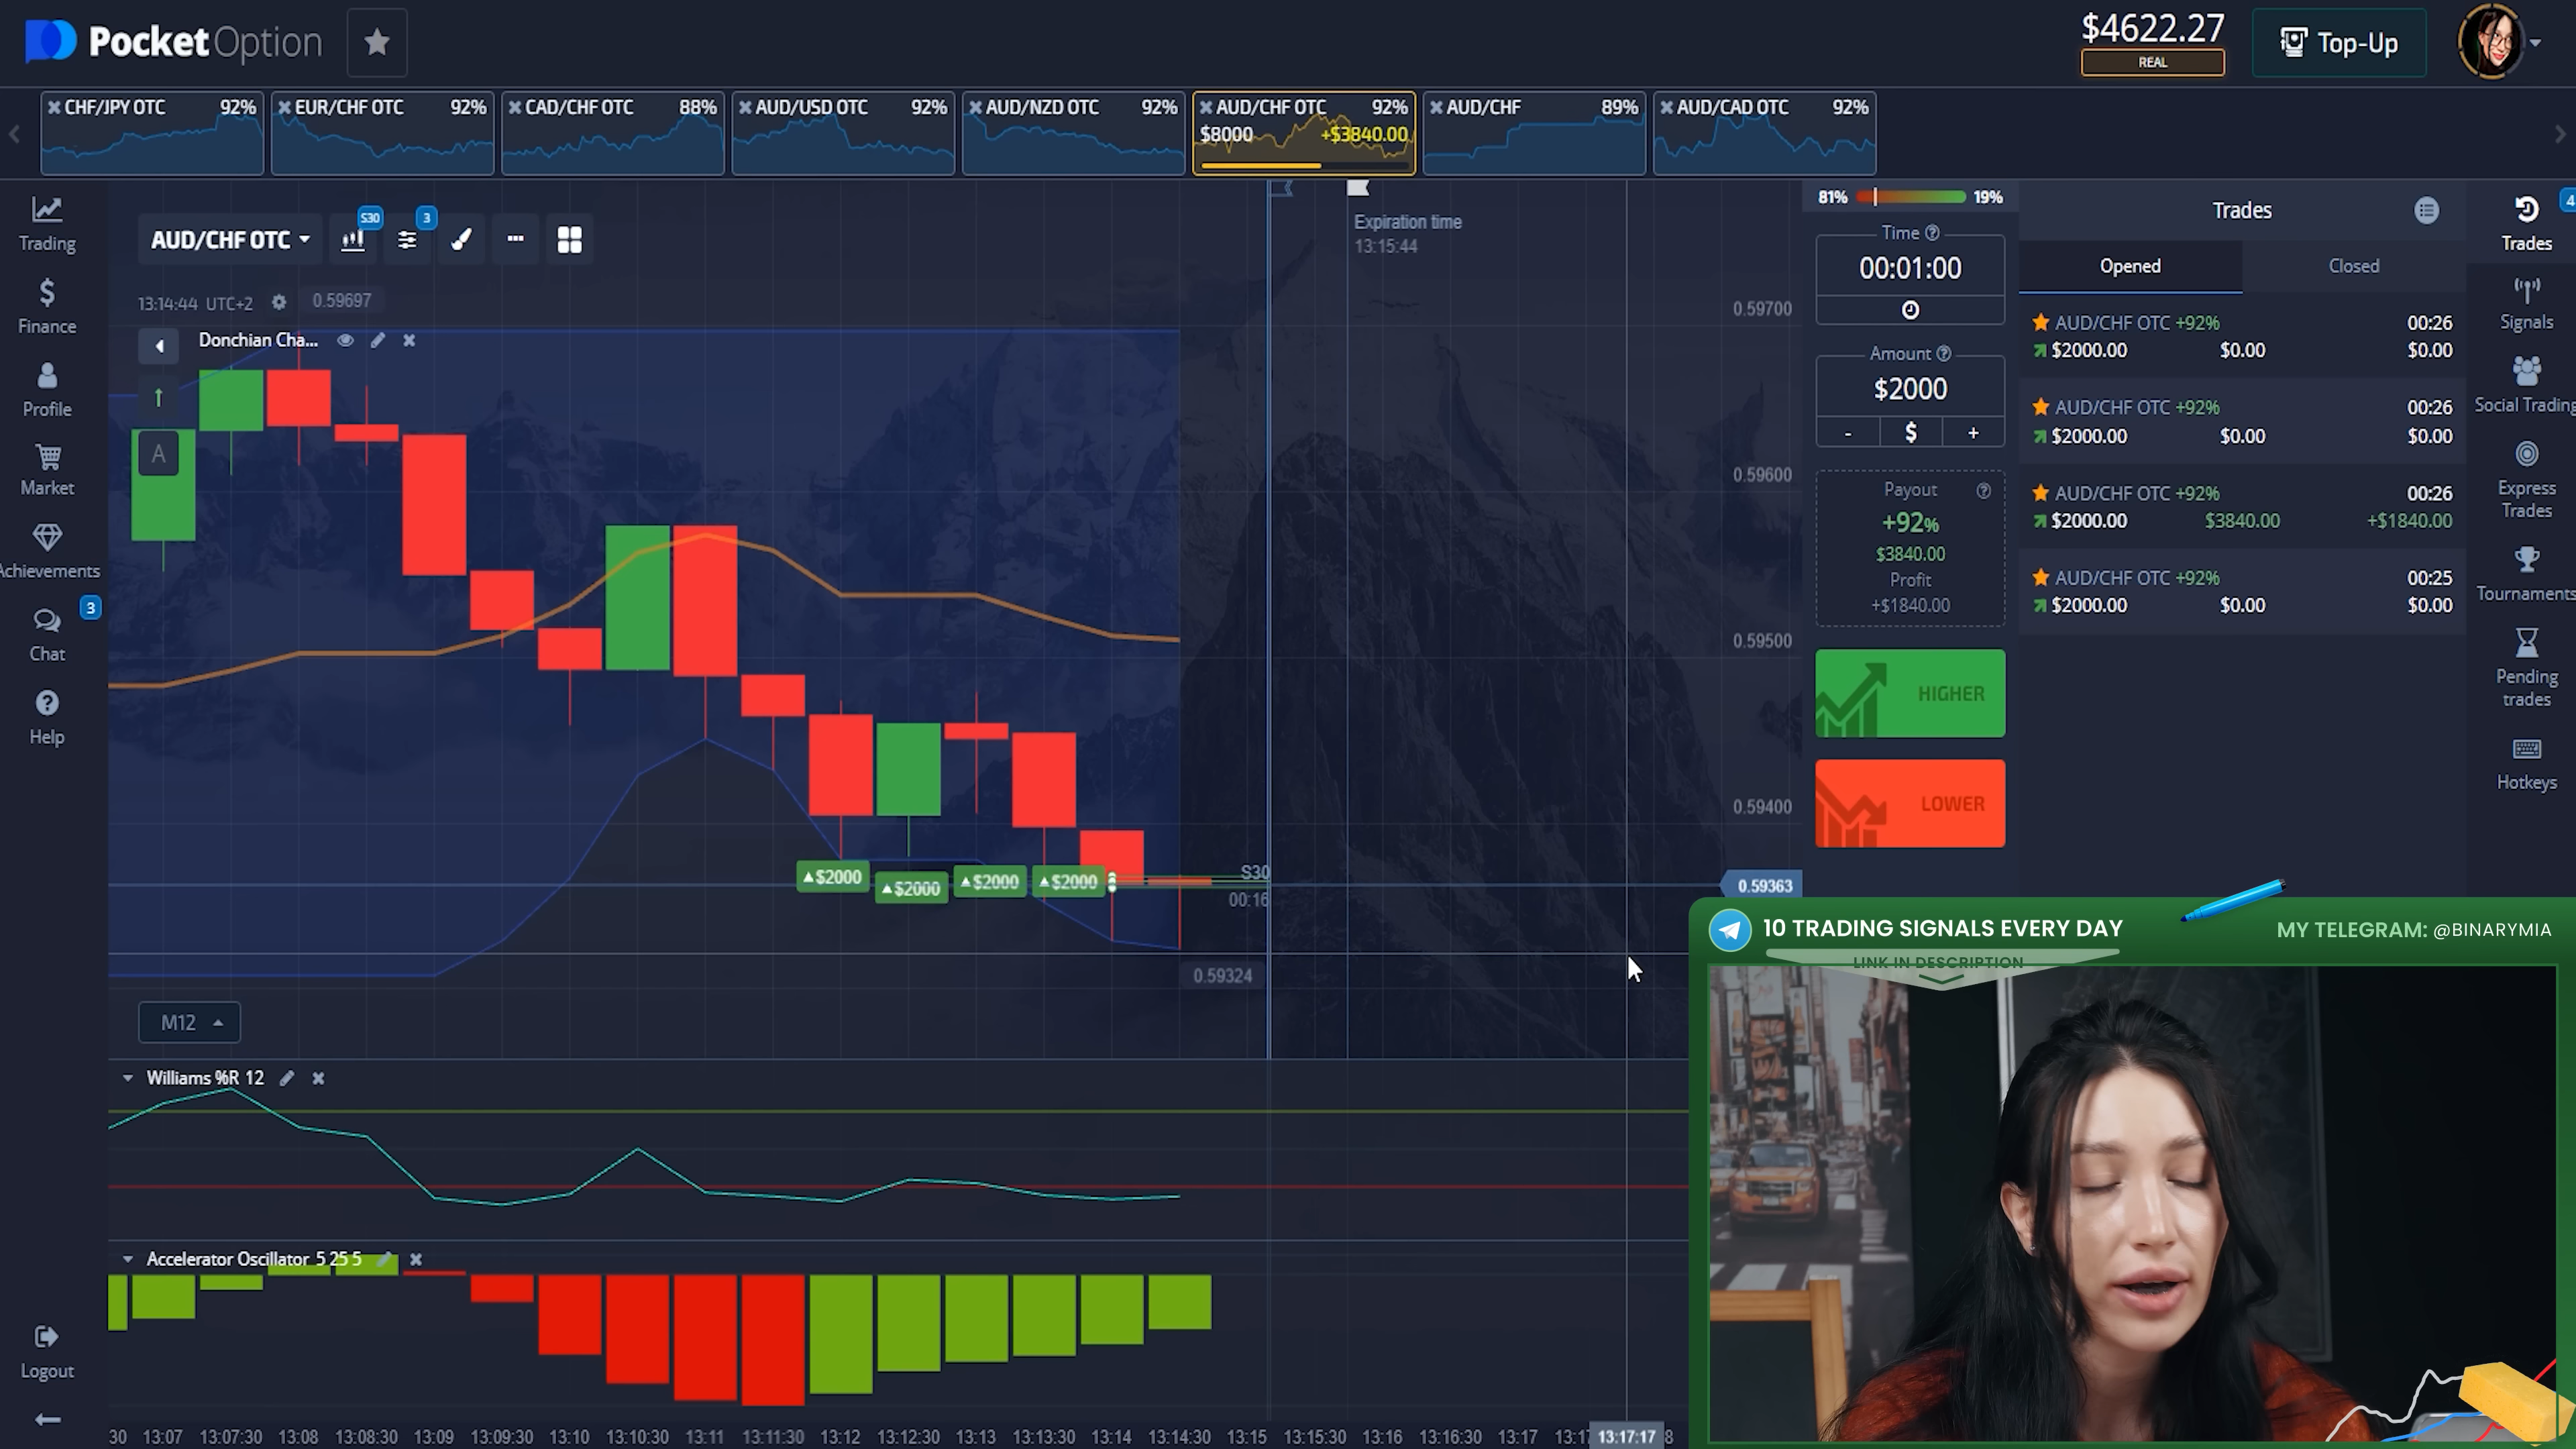 PocketOption
$4622.27
REAL
Top-Up
CHF/JPY OTC 92%
EUR/CHF OTC 92%
CAD/CHF OTC 88%
AUD/USD OTC 92%
AUD/NZD OTC 92%
AUD/CHF OTC 92%
$8000 +$3840.00
AUD/CHF 89%
AUD/CAD OTC 92%
Trading
Finance
Profile
Market
Achievements
3
Chat
Help
Logout
AUD/CHF OTC
S30
3
13:14:44 UTC+2
0.59697
Donchian Cha...
A
Expiration time
13:15:44
0.59700
0.59600
0.59500
0.59400
0.59363
$2000
$2000
$2000
$2000
S30
00:16
0.59324
M12
Williams %R 12
Accelerator Oscillator 5 25 5
30 13:07 13:07:30 13:08 13:08:30 13:09 13:09:30 13:10 13:10:30 13:11 13:11:30 13:12 13:12:30 13:13 13:13:30 13:14 13:14:30 13:15 13:15:30 13:16 13:16:30 13:17 13:17:17 8
81% 19%
Time
00:01:00
Amount
$2000
- $ +
Payout
+92%
$3840.00
Profit
+$1840.00
HIGHER
LOWER
Trades
Opened Closed
AUD/CHF OTC +92% 00:26
$2000.00 $0.00 $0.00
AUD/CHF OTC +92% 00:26
$2000.00 $0.00 $0.00
AUD/CHF OTC +92% 00:26
$2000.00 $3840.00 +$1840.00
AUD/CHF OTC +92% 00:25
$2000.00 $0.00 $0.00
4
Trades
Signals
Social Trading
Express
Trades
Tournaments
Pending
trades
Hotkeys
10 TRADING SIGNALS EVERY DAY
LINK IN DESCRIPTION
MY TELEGRAM: @BINARYMIA